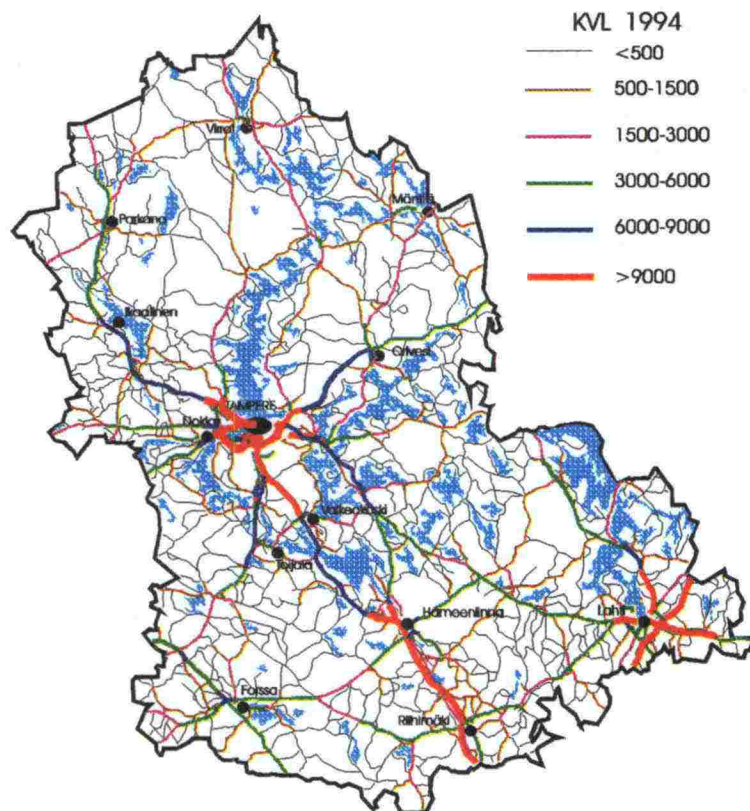 KVL 1994
<500
500-1500
1500-3000
3000-6000
6000-9000
>9000
Virrat
Mänttä
Parkano
Ikaalinen
Orivesi
TAMPERE
Nokia
Valkeakoski
Toijala
Hämeenlinna
Lahti
Forssa
Riihimäki